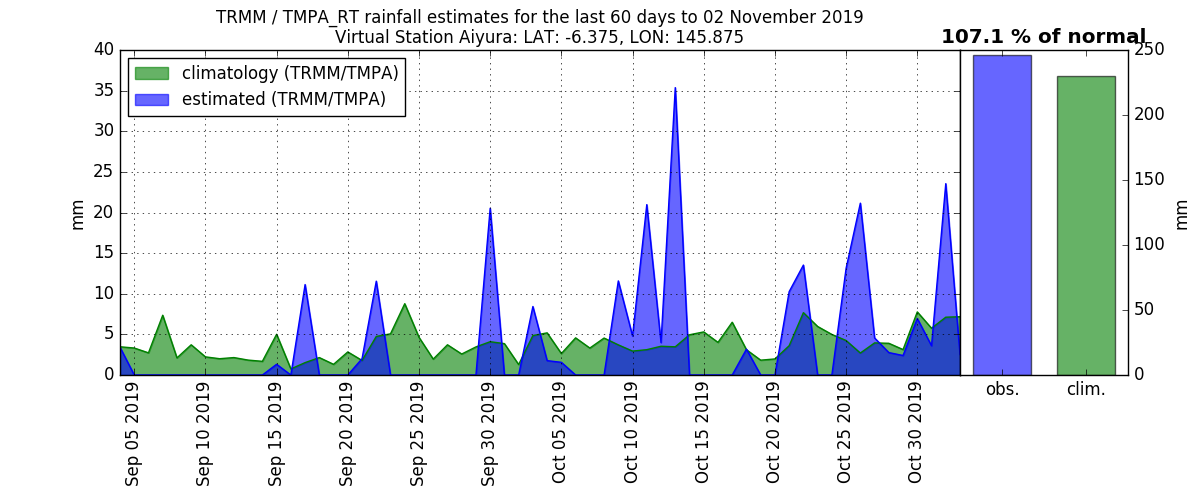 TRMM / TMPA_RT rainfall estimates for the last 60 days to 02 November 2019
Virtual Station Aiyura: LAT: -6.375, LON: 145.875
107.1 % of normal
climatology (TRMM/TMPA)
estimated (TRMM/TMPA)
40
35
30
25
20
15
10
5
0
mm
Sep 05 2019
Sep 10 2019
Sep 15 2019
Sep 20 2019
Sep 25 2019
Sep 30 2019
Oct 05 2019
Oct 10 2019
Oct 15 2019
Oct 20 2019
Oct 25 2019
Oct 30 2019
obs.
clim.
250
200
150
100
50
0
mm